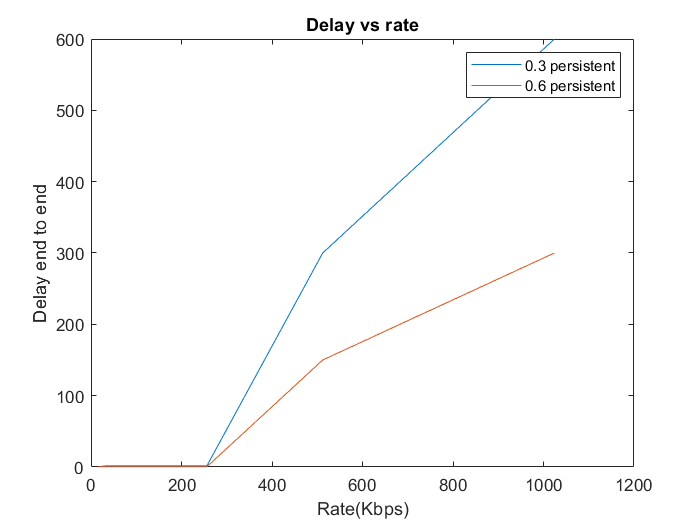 Delay vs rate
600
500
400
300
200
100
0
Delay end to end
0.3 persistent
0.6 persistent
0 200 400 600 800 1000 1200
Rate(Kbps)